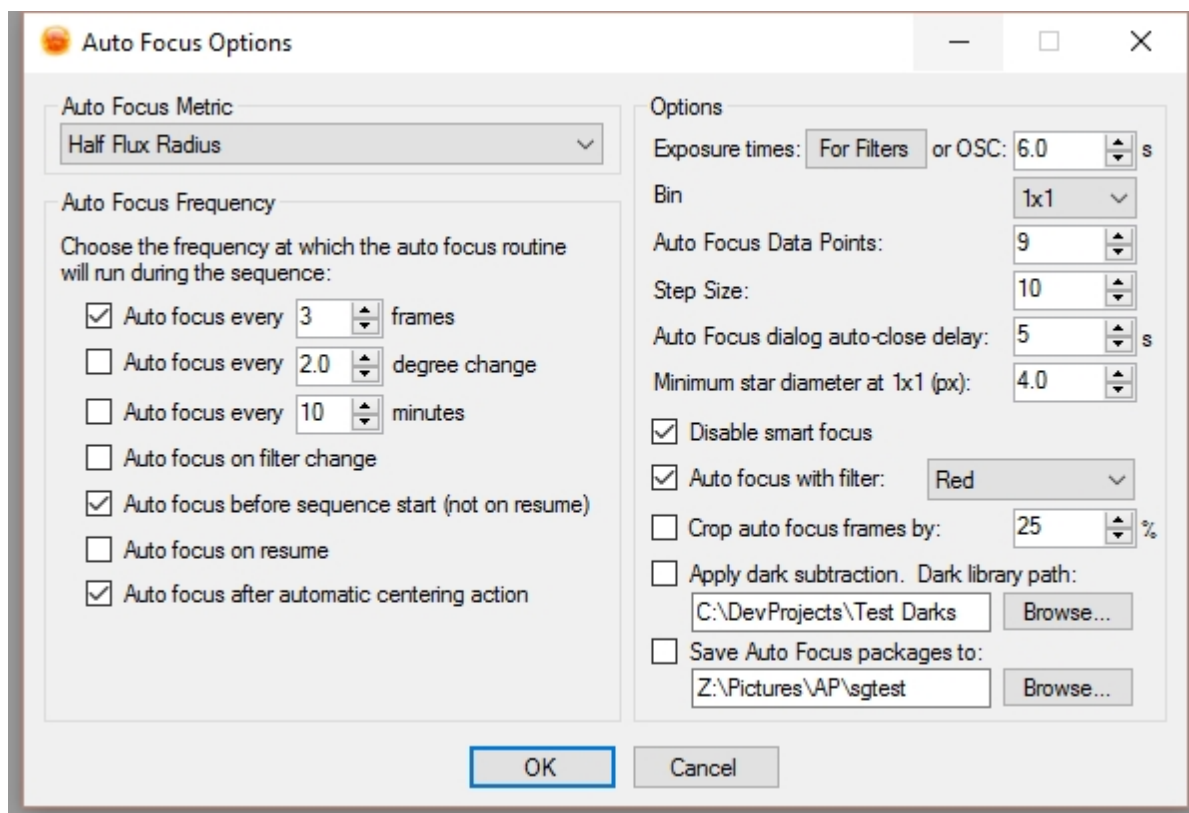 Auto Focus Options
Auto Focus Metric
Half Flux Radius
Auto Focus Frequency
Choose the frequency at which the auto focus routine
will run during the sequence:
Auto focus every 3 frames
Auto focus every 2.0 degree change
Auto focus every 10 minutes
Auto focus on filter change
Auto focus before sequence start (not on resume)
Auto focus on resume
Auto focus after automatic centering action
Options
Exposure times: For Filters or OSC: 6.0 s
Bin 1x1
Auto Focus Data Points: 9
Step Size: 10
Auto Focus dialog auto-close delay: 5 s
Minimum star diameter at 1x1 (px): 4.0
Disable smart focus
Auto focus with filter: Red
Crop auto focus frames by: 25 %
Apply dark subtraction. Dark library path:
C:\DevProjects\Test Darks Browse...
Save Auto Focus packages to:
Z:\Pictures\AP\sgtest Browse...
OK Cancel